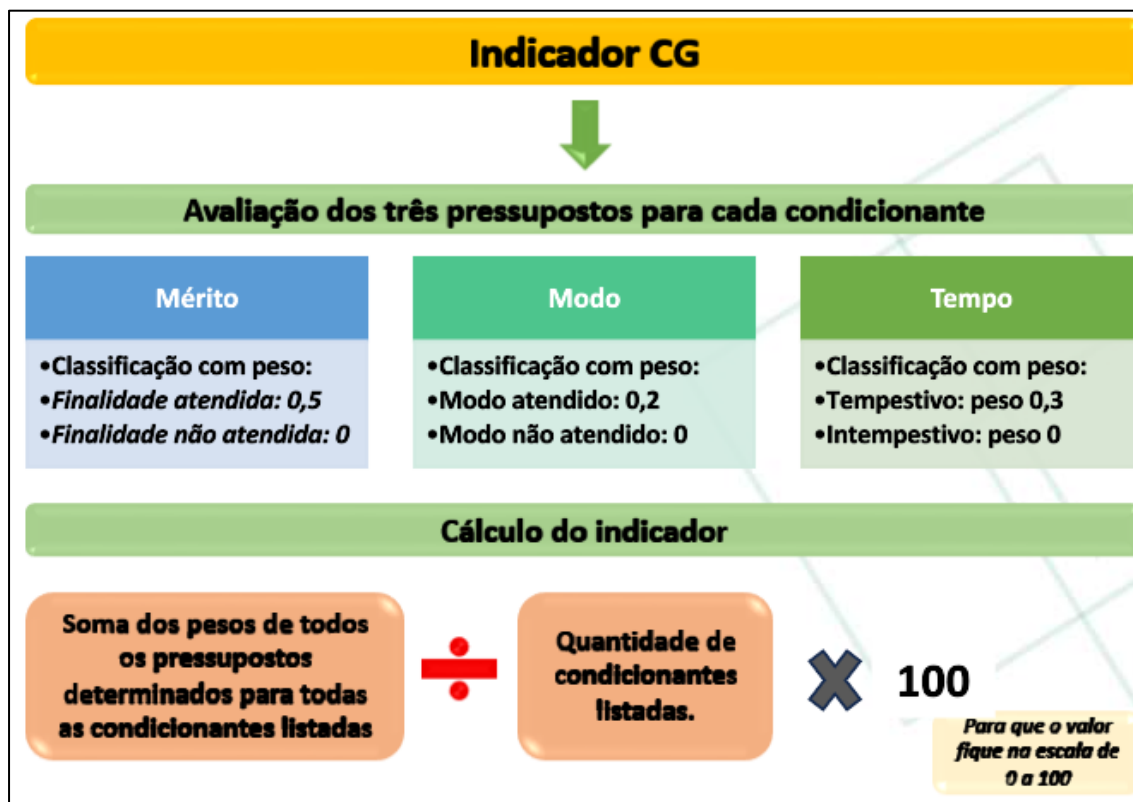 Indicador CG
Avaliação dos três pressupostos para cada condicionante
Mérito
•Classificação com peso:
•Finalidade atendida: 0,5
•Finalidade não atendida: 0
Modo
•Classificação com peso:
•Modo atendido: 0,2
•Modo não atendido: 0
Tempo
•Classificação com peso:
•Tempestivo: peso 0,3
•Intempestivo: peso 0
Cálculo do indicador
Soma dos pesos de todos
os pressupostos
determinados para todas
as condicionantes listadas
Quantidade de
condicionantes
listadas.
100
Para que o valor
fique na escala de
0 a 100